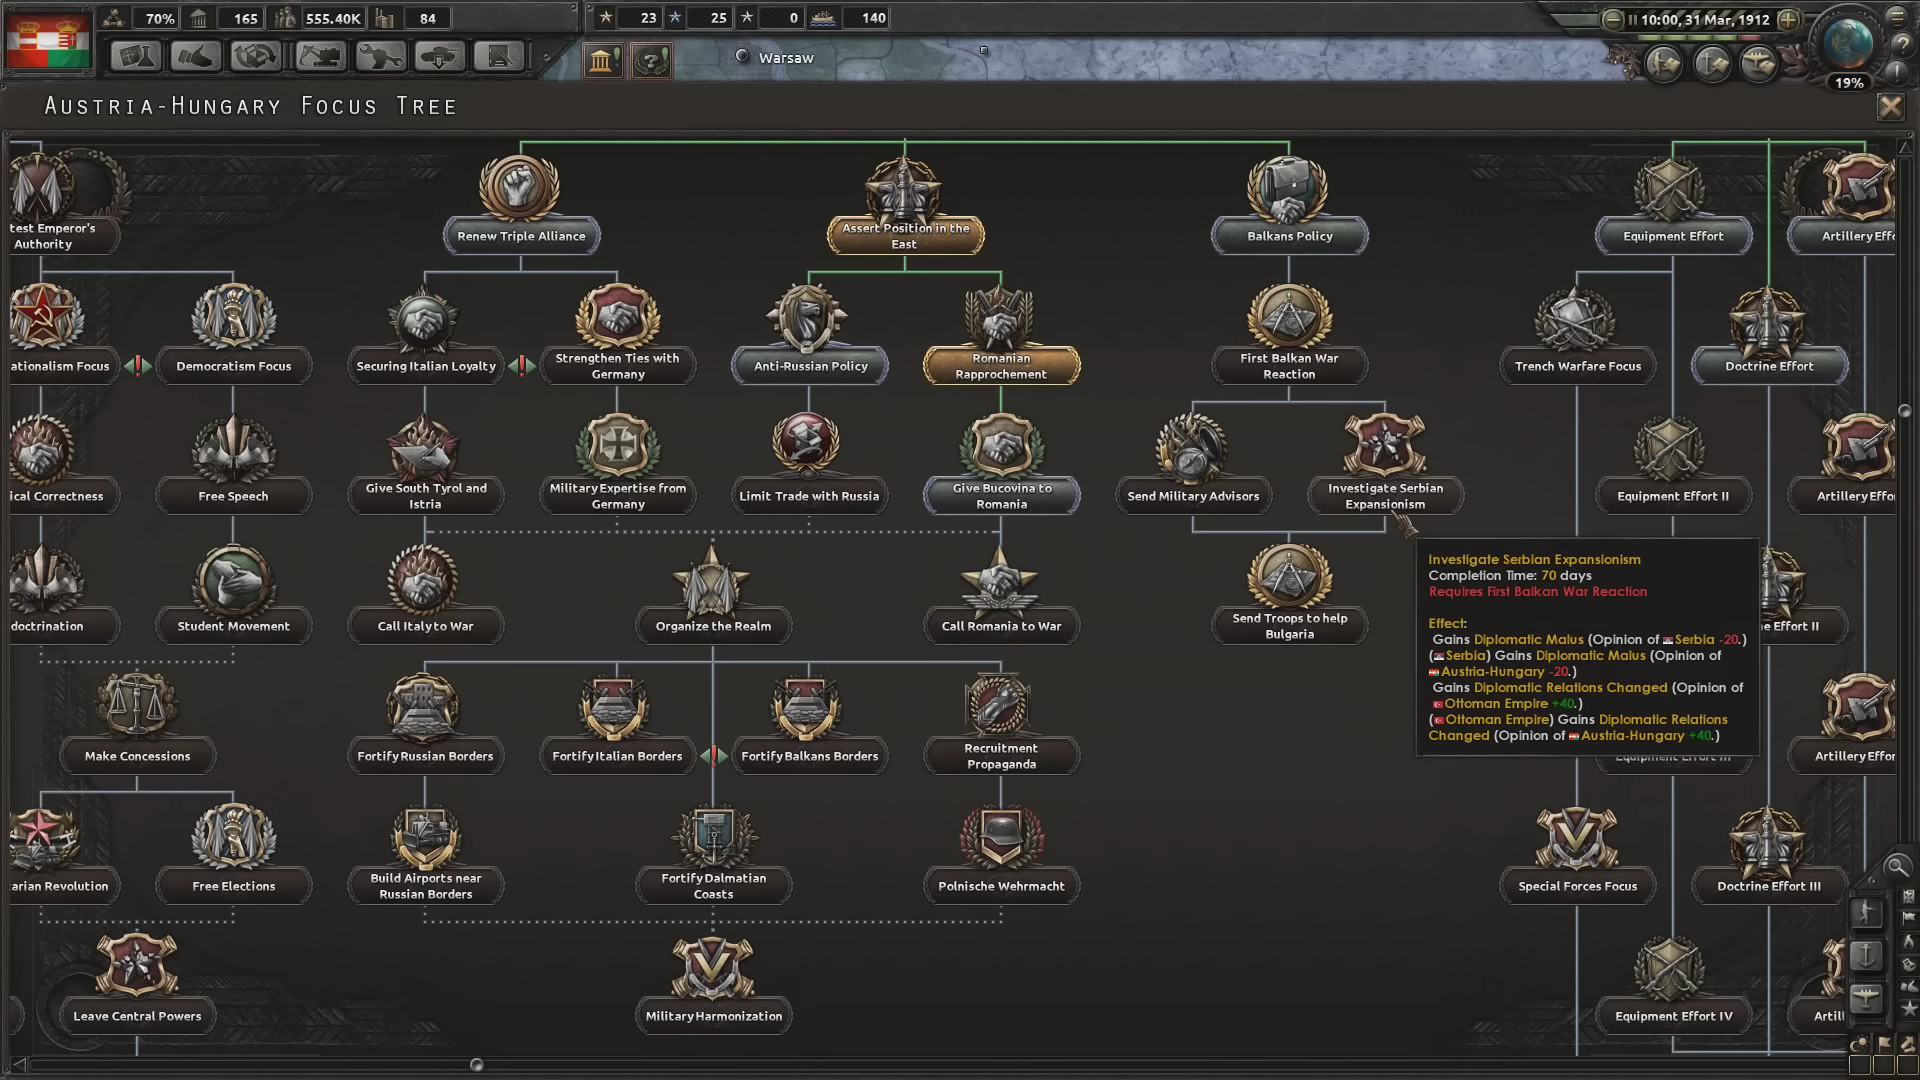 70%
165
555.40K
84
23
25
0
140
10:00, 31 Mar, 1912
Warsaw
19%
Austria-Hungary Focus Tree
test Emperor's
Authority
Renew Triple Alliance
Assert Position in the
East
Balkans Policy
Equipment Effort
Artillery Effo
ationalism Focus
Democratism Focus
Securing Italian Loyalty
Strengthen Ties with
Germany
Anti-Russian Policy
Romanian
Rapprochement
First Balkan War
Reaction
Trench Warfare Focus
Doctrine Effort
ical Correctness
Free Speech
Give South Tyrol and
Istria
Military Expertise from
Germany
Limit Trade with Russia
Give Bucovina to
Romania
Send Military Advisors
Investigate Serbian
Expansionism
Equipment Effort II
Artillery Effor
doctrination
Student Movement
Call Italy to War
Organize the Realm
Call Romania to War
Send Troops to help
Bulgaria
ne Effort II
Investigate Serbian Expansionism
Completion Time: 70 days
Requires First Balkan War Reaction
Effect:
Gains Diplomatic Malus (Opinion of Serbia -20.)
(Serbia) Gains Diplomatic Malus (Opinion of
Austria-Hungary -20.)
Gains Diplomatic Relations Changed (Opinion of
Ottoman Empire +40.)
(Ottoman Empire) Gains Diplomatic Relations
Changed (Opinion of Austria-Hungary +40.)
Make Concessions
Fortify Russian Borders
Fortify Italian Borders
Fortify Balkans Borders
Recruitment
Propaganda
Equipment Effort III
Artillery Effor
arian Revolution
Free Elections
Build Airports near
Russian Borders
Fortify Dalmatian
Coasts
Polnische Wehrmacht
Special Forces Focus
Doctrine Effort III
Leave Central Powers
Military Harmonization
Equipment Effort IV
Artill